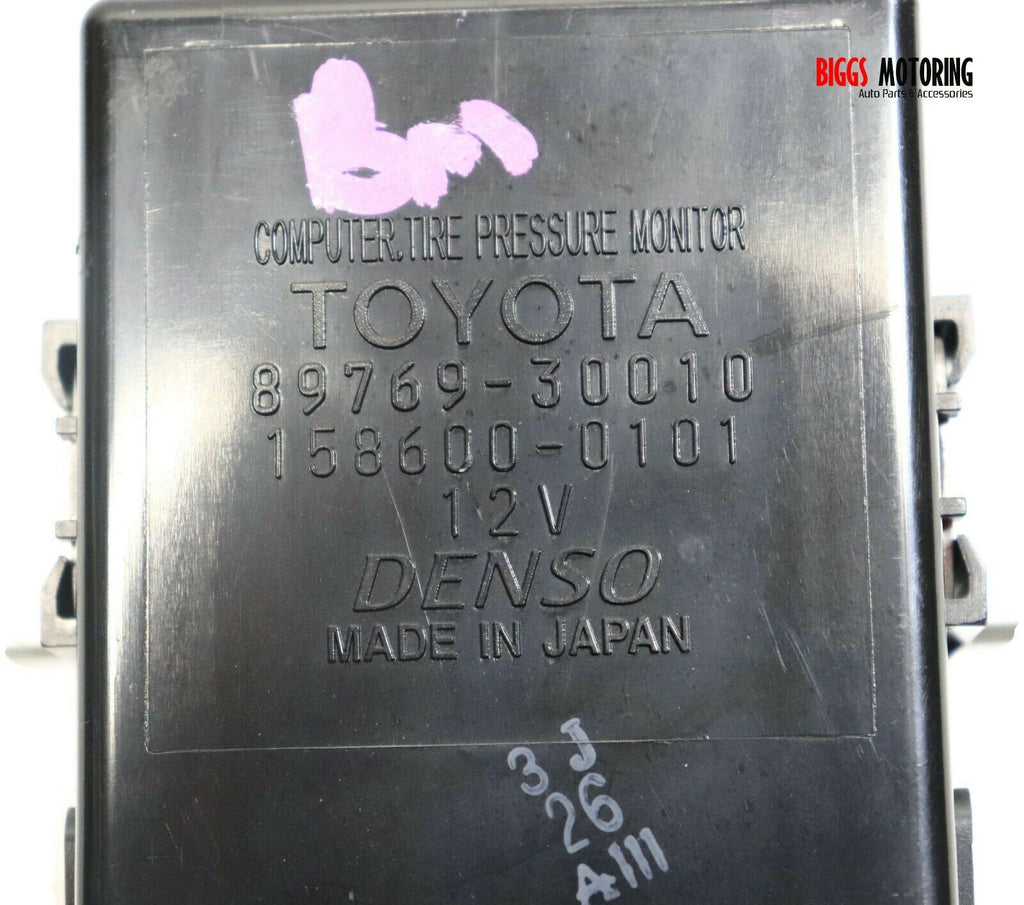 BIGGS MOTORING
Auto Parts & Accessories
COMPUTER.TIRE PRESSURE MONITOR
TOYOTA
89769-30010
158600-0101
12V
DENSO
MADE IN JAPAN
3 J
26
A111